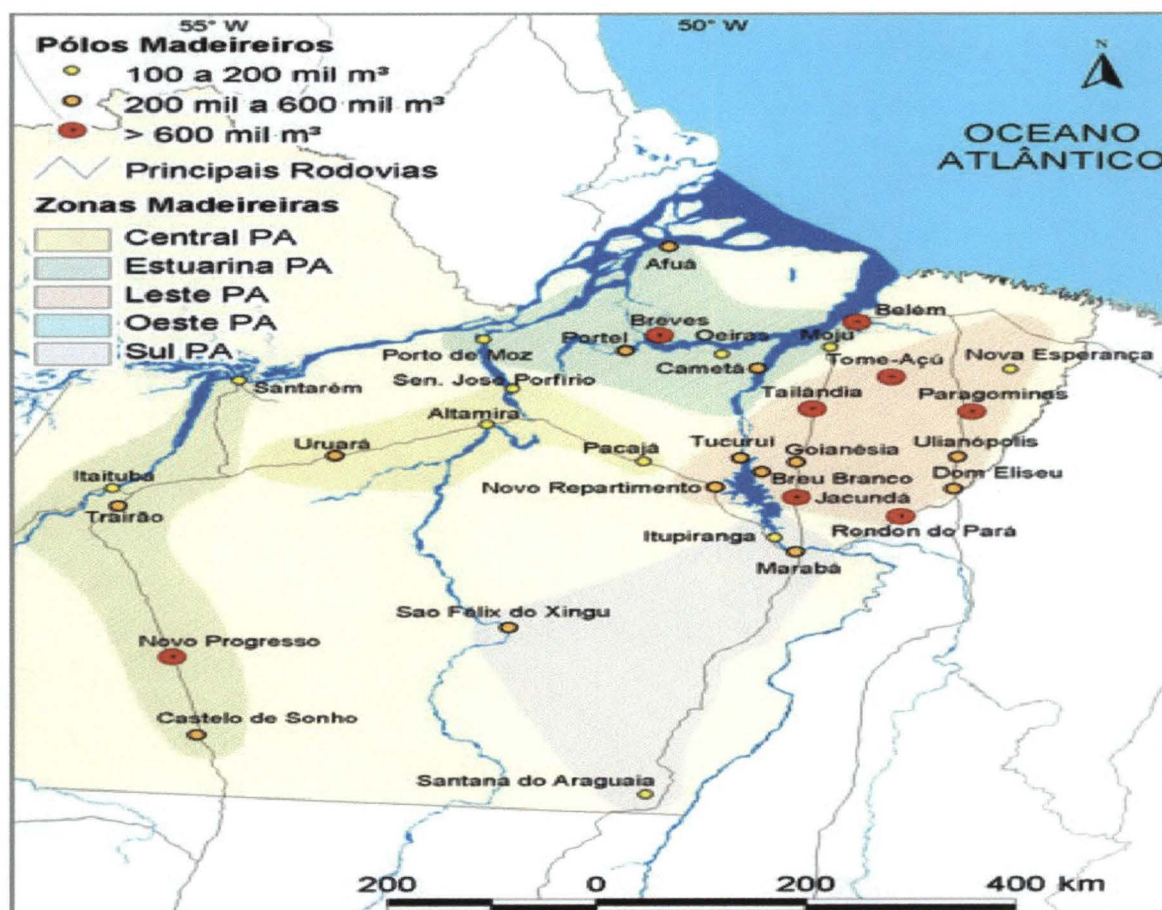 55° W
50° W
Pólos Madeireiros
100 a 200 mil m³
200 mil a 600 mil m³
> 600 mil m³
Principais Rodovias
Zonas Madeireiras
Central PA
Estuarina PA
Leste PA
Oeste PA
Sul PA
N
OCEANO
ATLÂNTICO
Afuá
Belém
Breves
Oeiras
Moju
Portel
Porto de Moz
Cametá
Tome-Açú
Nova Esperança
Santarém
Sen. Jose Porfirio
Tailândia
Paragominas
Altamira
Uruará
Pacajá
Tucurui
Goianésia
Ulianópolis
Itaituba
Novo Repartimento
Breu Branco
Dom Eliseu
Trairão
Jacundá
Itupiranga
Rondon do Pará
Marabá
Sao Félix do Xingu
Novo Progresso
Castelo de Sonho
Santana do Araguaia
200
0
200
400 km